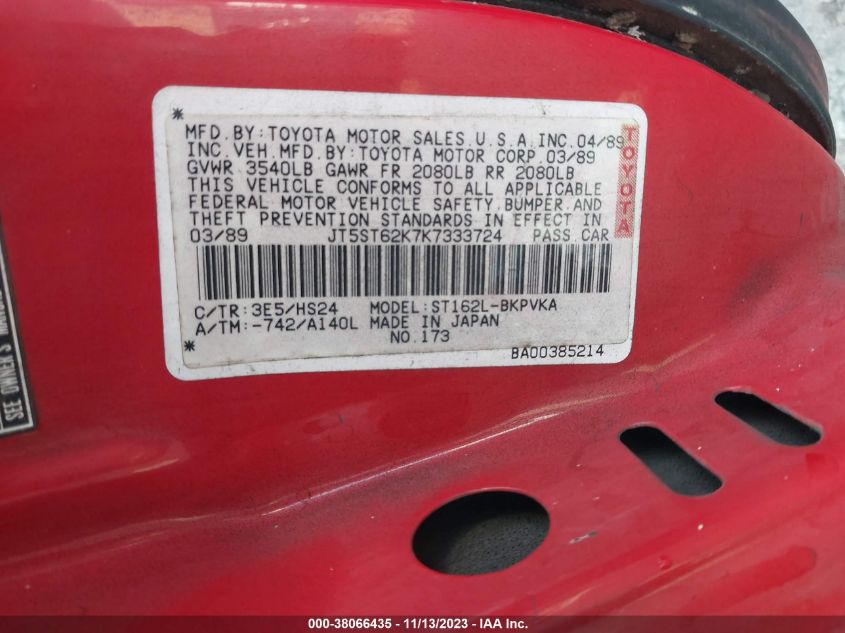 MFD.BY:TOYOTA MOTOR SALES,U.S.A.INC.04/89
INC.VEH.MFD.BY:TOYOTA MOTOR CORP.03/89
GVWR 3540LB GAWR FR 2080LB RR 2080LB
THIS VEHICLE CONFORMS TO ALL APPLICABLE
FEDERAL MOTOR VEHICLE SAFETY,BUMPER,AND
THEFT PREVENTION STANDARDS IN EFFECT IN
03/89 JT5ST62K7K7333724 PASS.CAR
TOYOTA
C/TR:3E5/HS24 MODEL:ST162L-BKPVKA
A/TM:-742/A140L MADE IN JAPAN
NO.173
BA00385214
SEE OWNER'S
000-38066435 - 11/13/2023 - IAA Inc.